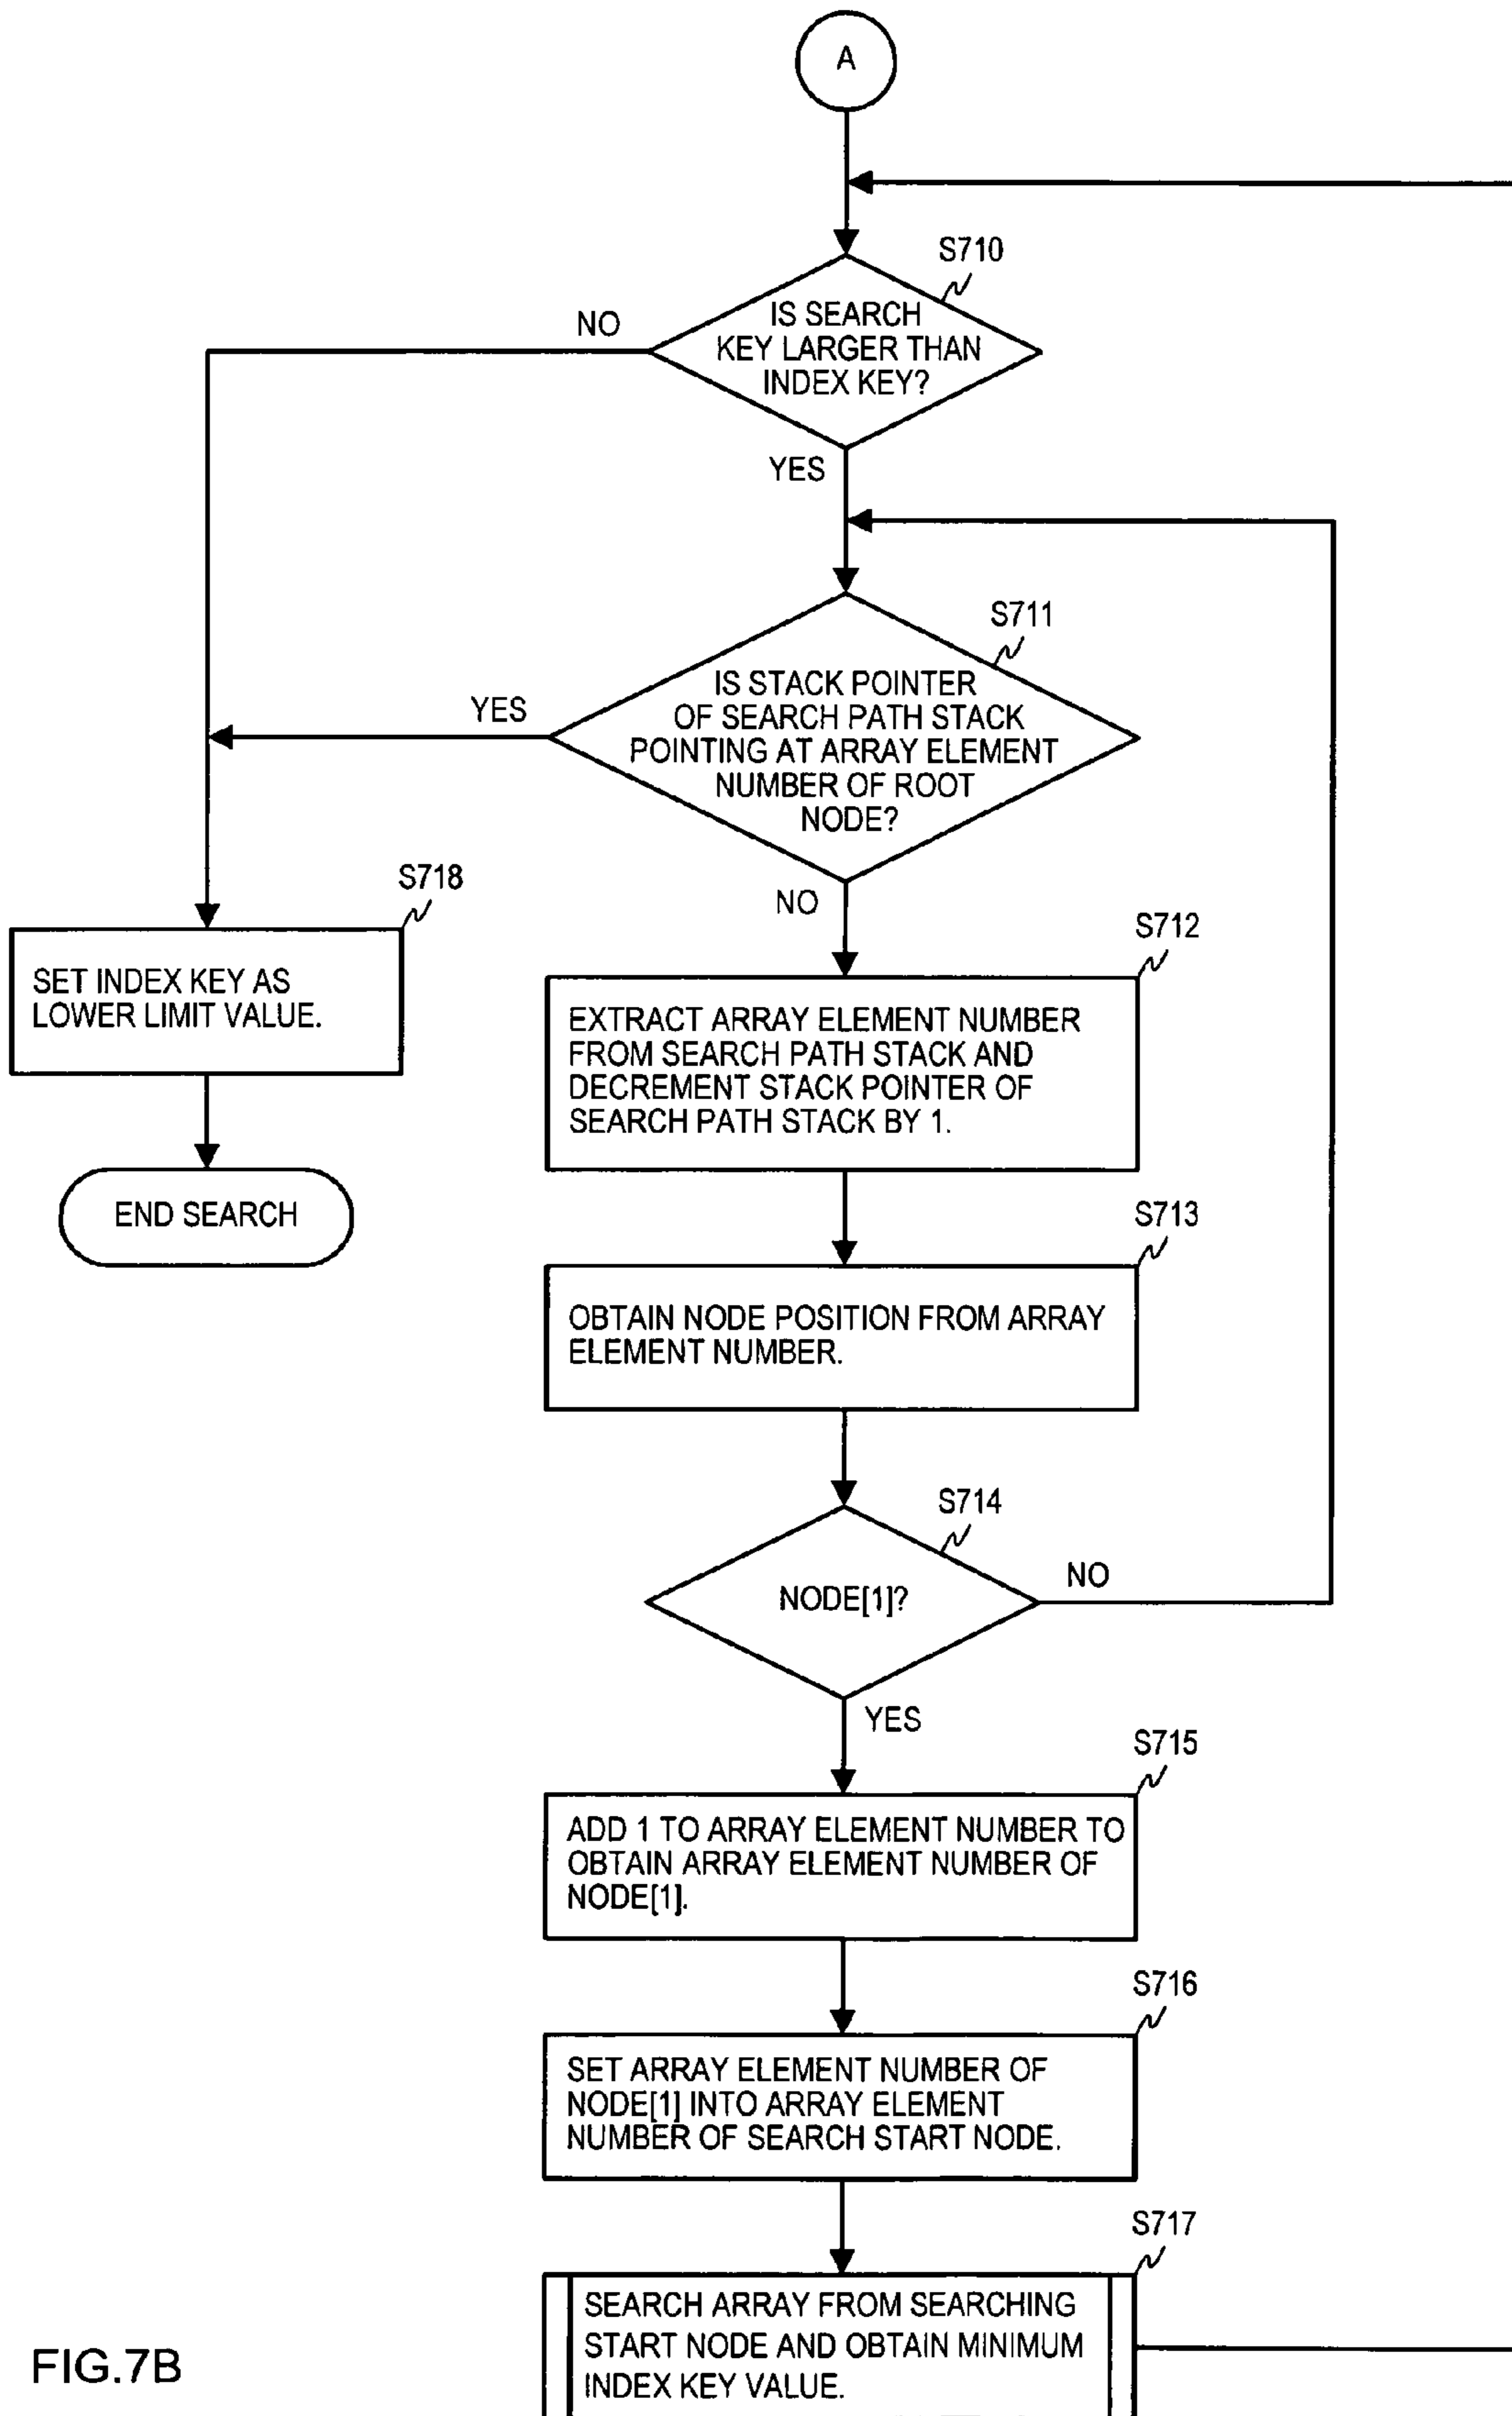 A
S710
NO
IS SEARCH
KEY LARGER THAN
INDEX KEY?
YES
S711
YES
IS STACK POINTER
OF SEARCH PATH STACK
POINTING AT ARRAY ELEMENT
NUMBER OF ROOT
NODE?
NO
S718
SET INDEX KEY AS
LOWER LIMIT VALUE.
END SEARCH
S712
EXTRACT ARRAY ELEMENT NUMBER
FROM SEARCH PATH STACK AND
DECREMENT STACK POINTER OF
SEARCH PATH STACK BY 1.
S713
OBTAIN NODE POSITION FROM ARRAY
ELEMENT NUMBER.
S714
NODE[1]?
NO
YES
S715
ADD 1 TO ARRAY ELEMENT NUMBER TO
OBTAIN ARRAY ELEMENT NUMBER OF
NODE[1].
S716
SET ARRAY ELEMENT NUMBER OF
NODE[1] INTO ARRAY ELEMENT
NUMBER OF SEARCH START NODE.
S717
SEARCH ARRAY FROM SEARCHING
START NODE AND OBTAIN MINIMUM
INDEX KEY VALUE.
FIG.7B